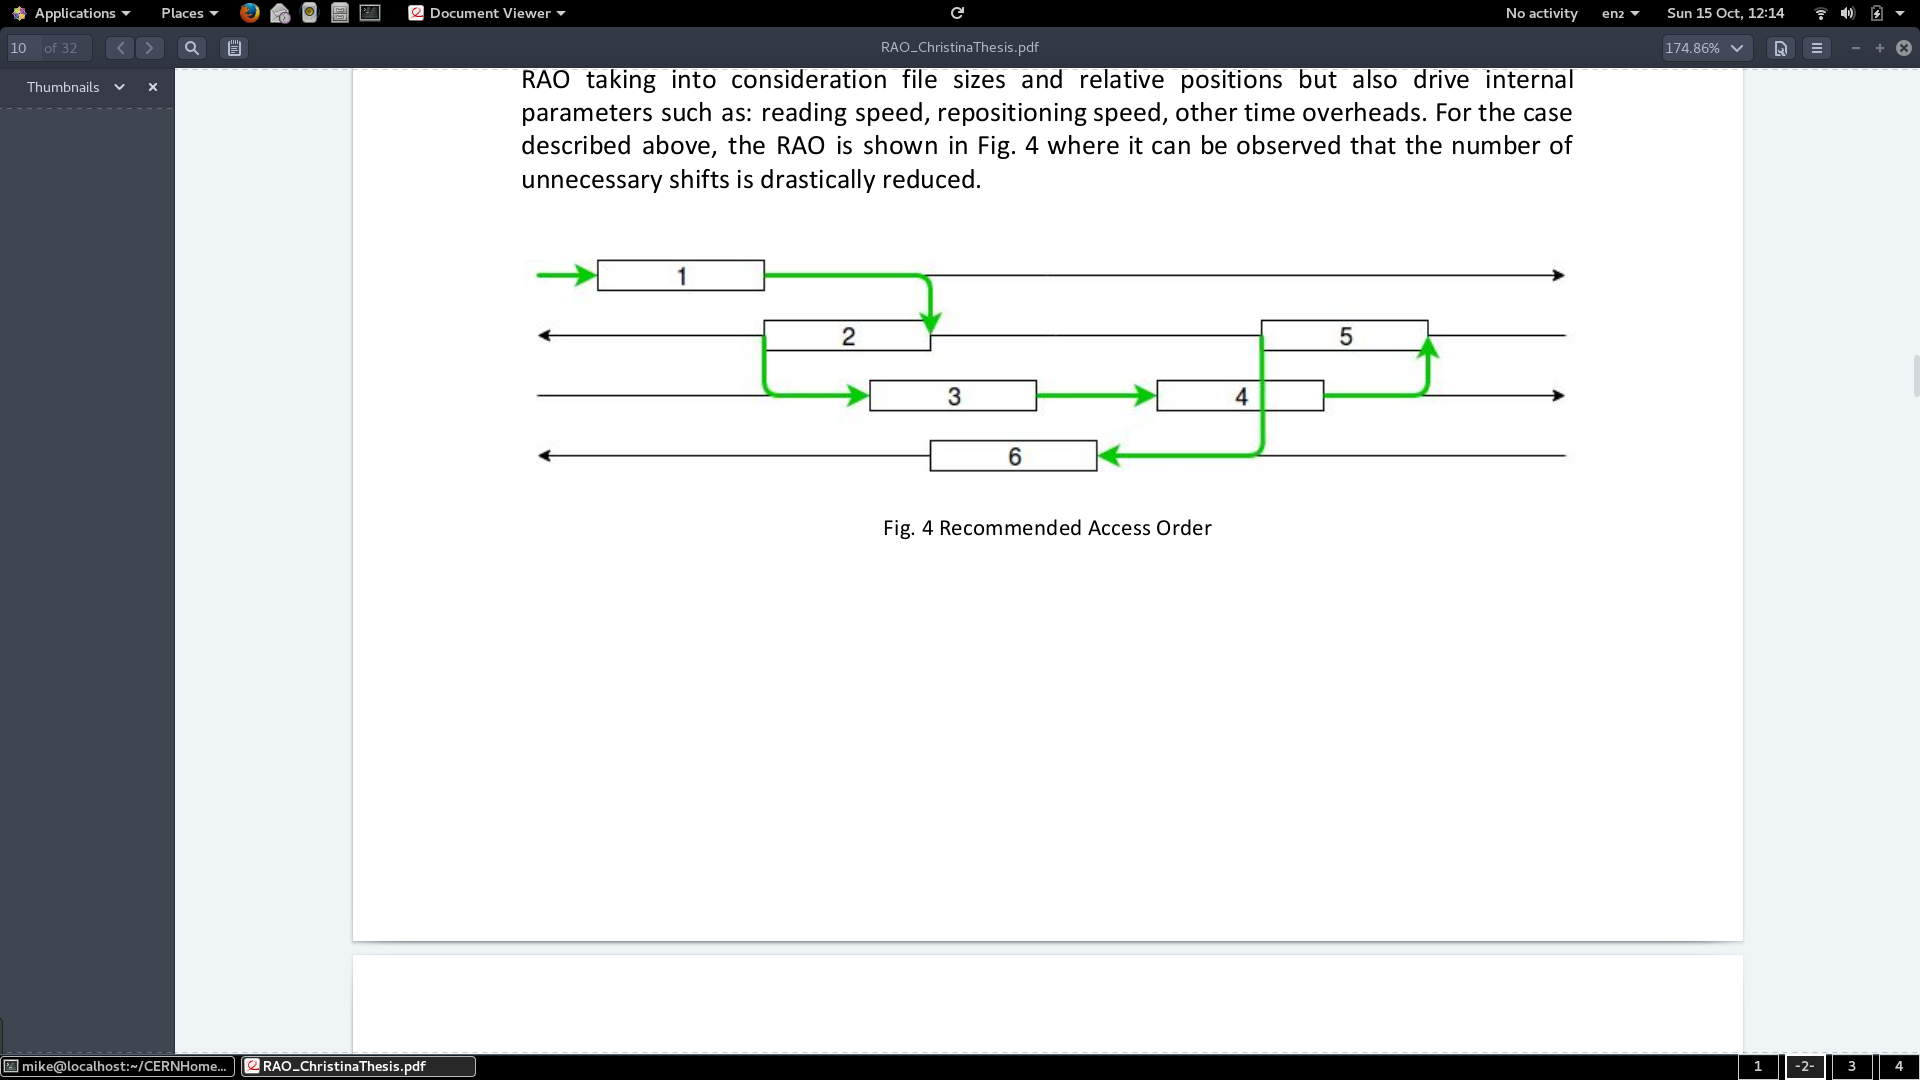 Applications Places Document Viewer No activity en₂ Sun 15 Oct, 12:14
10 of 32 RAO_ChristinaThesis.pdf 174.86%
Thumbnails
RAO taking into consideration file sizes and relative positions but also drive internal
parameters such as: reading speed, repositioning speed, other time overheads. For the case
described above, the RAO is shown in Fig. 4 where it can be observed that the number of
unnecessary shifts is drastically reduced.
1
2 5
3 4
6
Fig. 4 Recommended Access Order
mike@localhost:~/CERNHome... RAO_ChristinaThesis.pdf 1 -2- 3 4